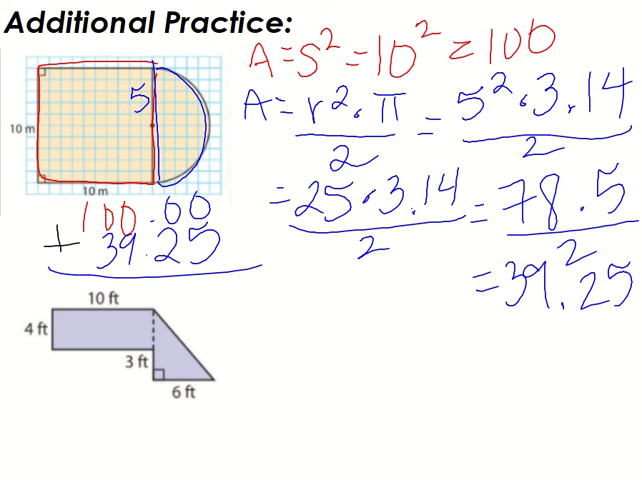 Additional Practice:
A = S² = 10² = 100
A = r² · π / 2 = 5² · 3.14 / 2
= 25 · 3.14 / 2 = 78.5 / 2
= 39.25
5
10 m
10 m
100.00
+ 39.25
10 ft
4 ft
3 ft
6 ft